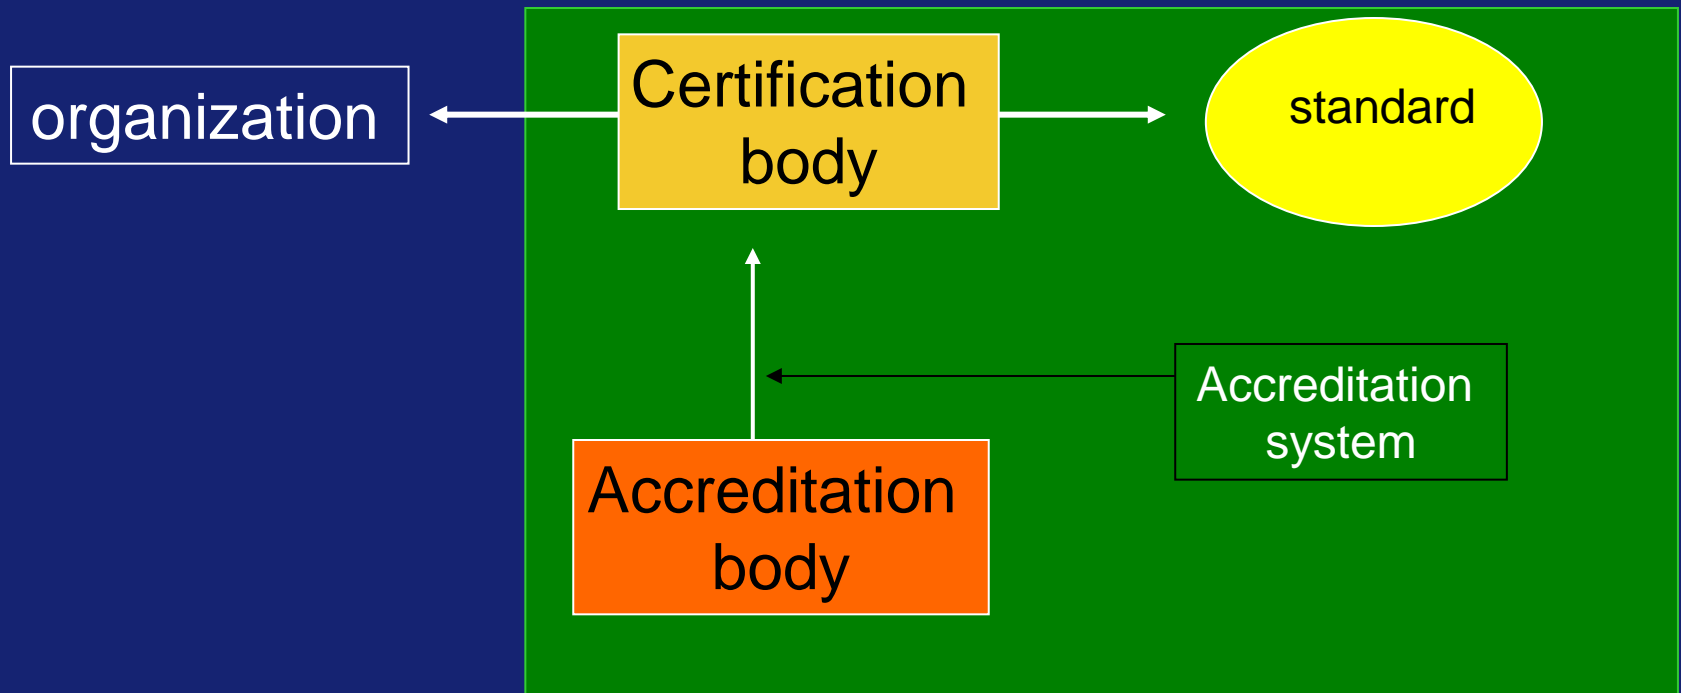 organization
Certification
body
standard
Accreditation
system
Accreditation
body